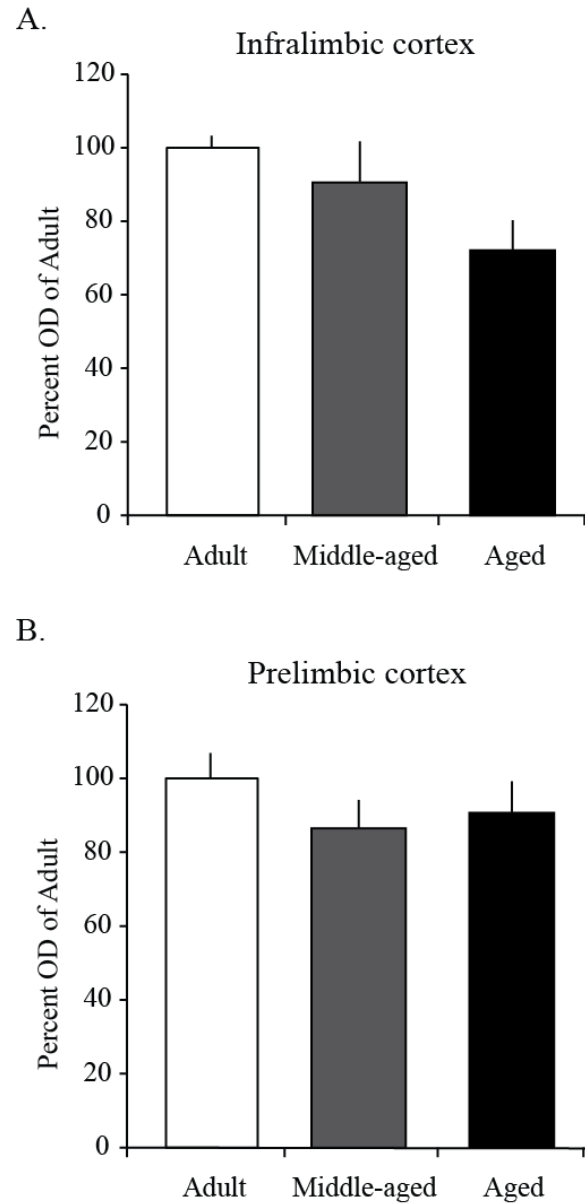 A.
Infralimbic cortex
120
100
80
60
40
20
0
Percent OD of Adult
Adult Middle-aged Aged
B.
Prelimbic cortex
120
100
80
60
40
20
0
Percent OD of Adult
Adult Middle-aged Aged